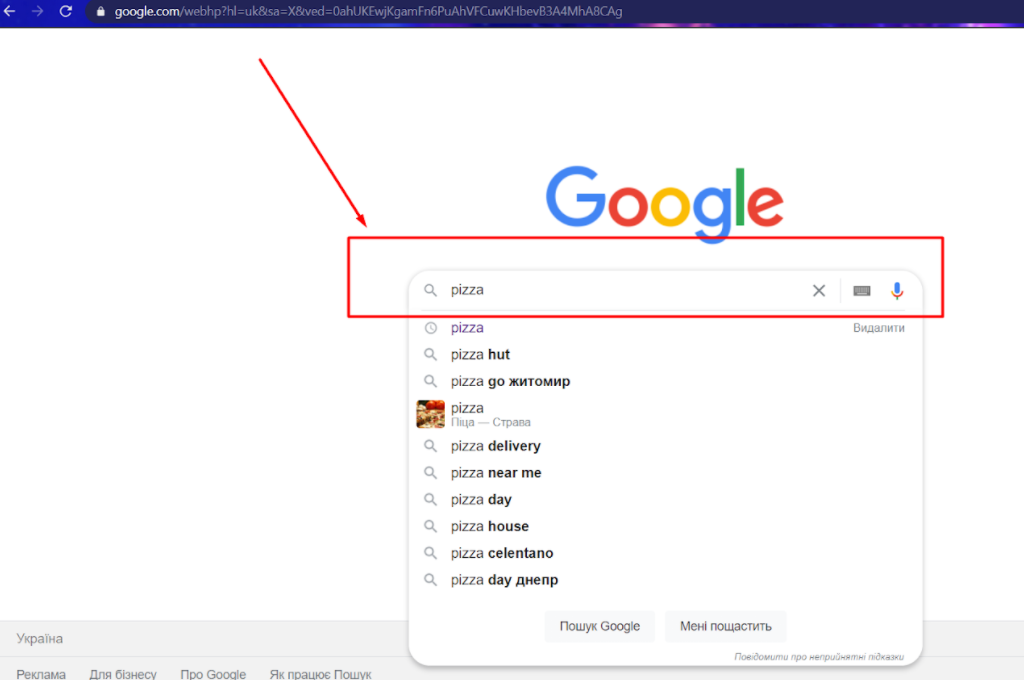 google.com/webhp?hl=uk&sa=X&ved=0ahUKEwjKgamFn6PuAhVFCuwKHbevB3A4MhA8CAg
Google
pizza
pizza Видалити
pizza hut
pizza go житомир
pizza
Піца — Страва
pizza delivery
pizza near me
pizza day
pizza house
pizza celentano
pizza day днепр
Пошук Google Мені пощастить
Повідомити про неприйнятні підказки
Україна
Реклама Для бізнесу Про Google Як працює Пошук